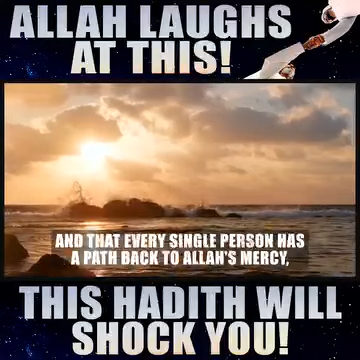 ALLAH LAUGHS
AT THIS!
AND THAT EVERY SINGLE PERSON HAS
A PATH BACK TO ALLAH'S MERCY,
THIS HADITH WILL
SHOCK YOU!